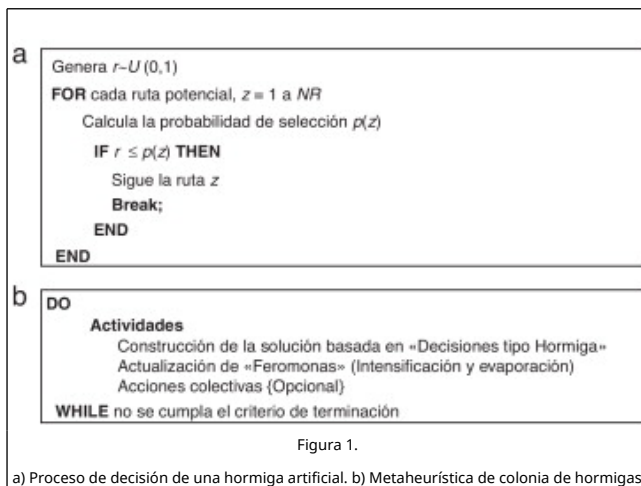 a
Genera r~U (0,1)
FOR cada ruta potencial, z = 1 a NR
Calcula la probabilidad de selección p(z)
IF r ≤ p(z) THEN
Sigue la ruta z
Break;
END
END
b
DO
Actividades
Construcción de la solución basada en «Decisiones tipo Hormiga»
Actualización de «Feromonas» (Intensificación y evaporación)
Acciones colectivas {Opcional}
WHILE no se cumpla el criterio de terminación
Figura 1.
a) Proceso de decisión de una hormiga artificial. b) Metaheurística de colonia de hormigas